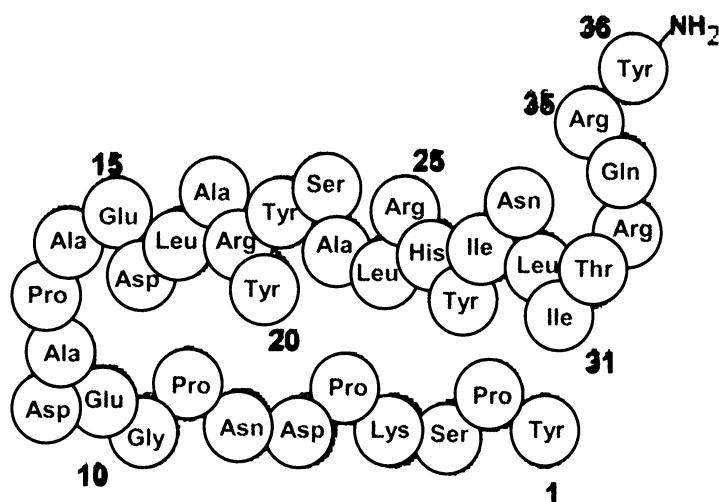 36
NH2
Tyr
35
Arg
15
25
Gln
Ala
Ser
Asn
Glu
Tyr
Arg
Arg
Ala
Leu
Arg
Ala
His
Ile
Leu
Thr
Pro
Asp
Tyr
Leu
Tyr
Ile
20
31
Ala
Pro
Pro
Pro
Asp
Glu
Gly
Asn
Asp
Lys
Ser
Tyr
10
1